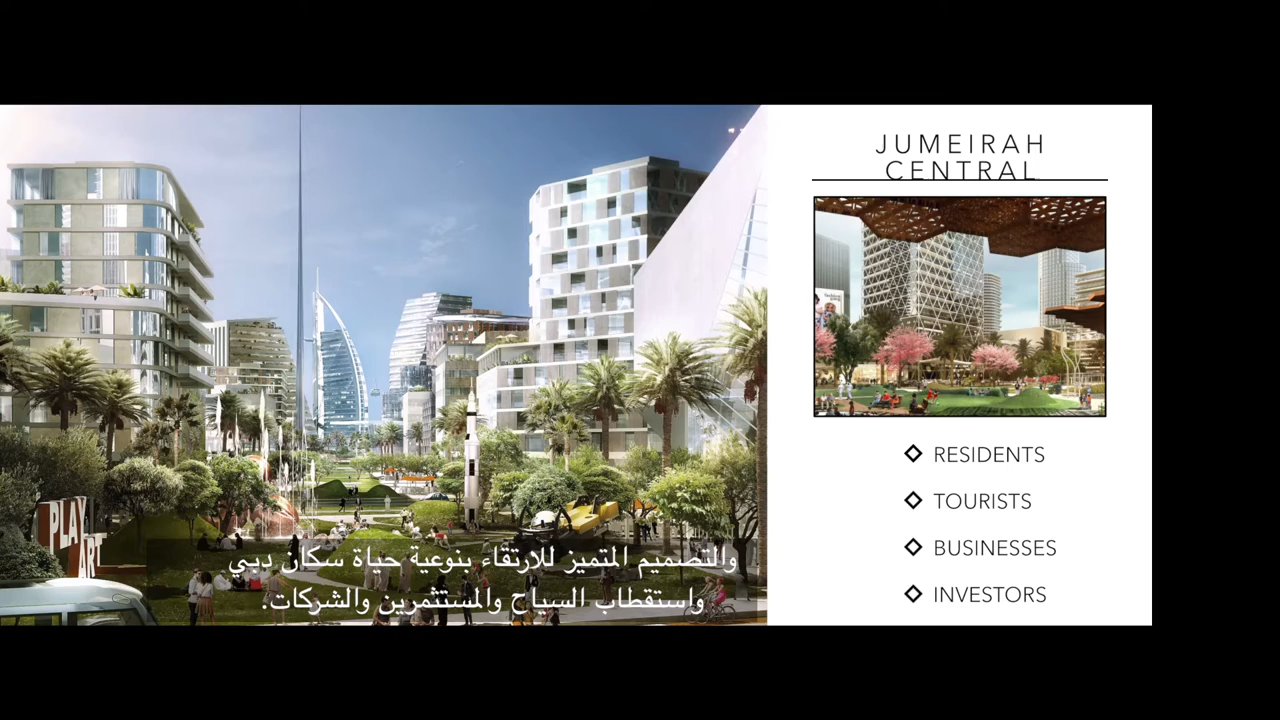 JUMEIRAH
CENTRAL
PLAY
ART
RESIDENTS
TOURISTS
BUSINESSES
INVESTORS
والتصميم المتميز للارتقاء بنوعية حياة سكان دبي
واستقطاب السياح والمستثمرين والشركات.